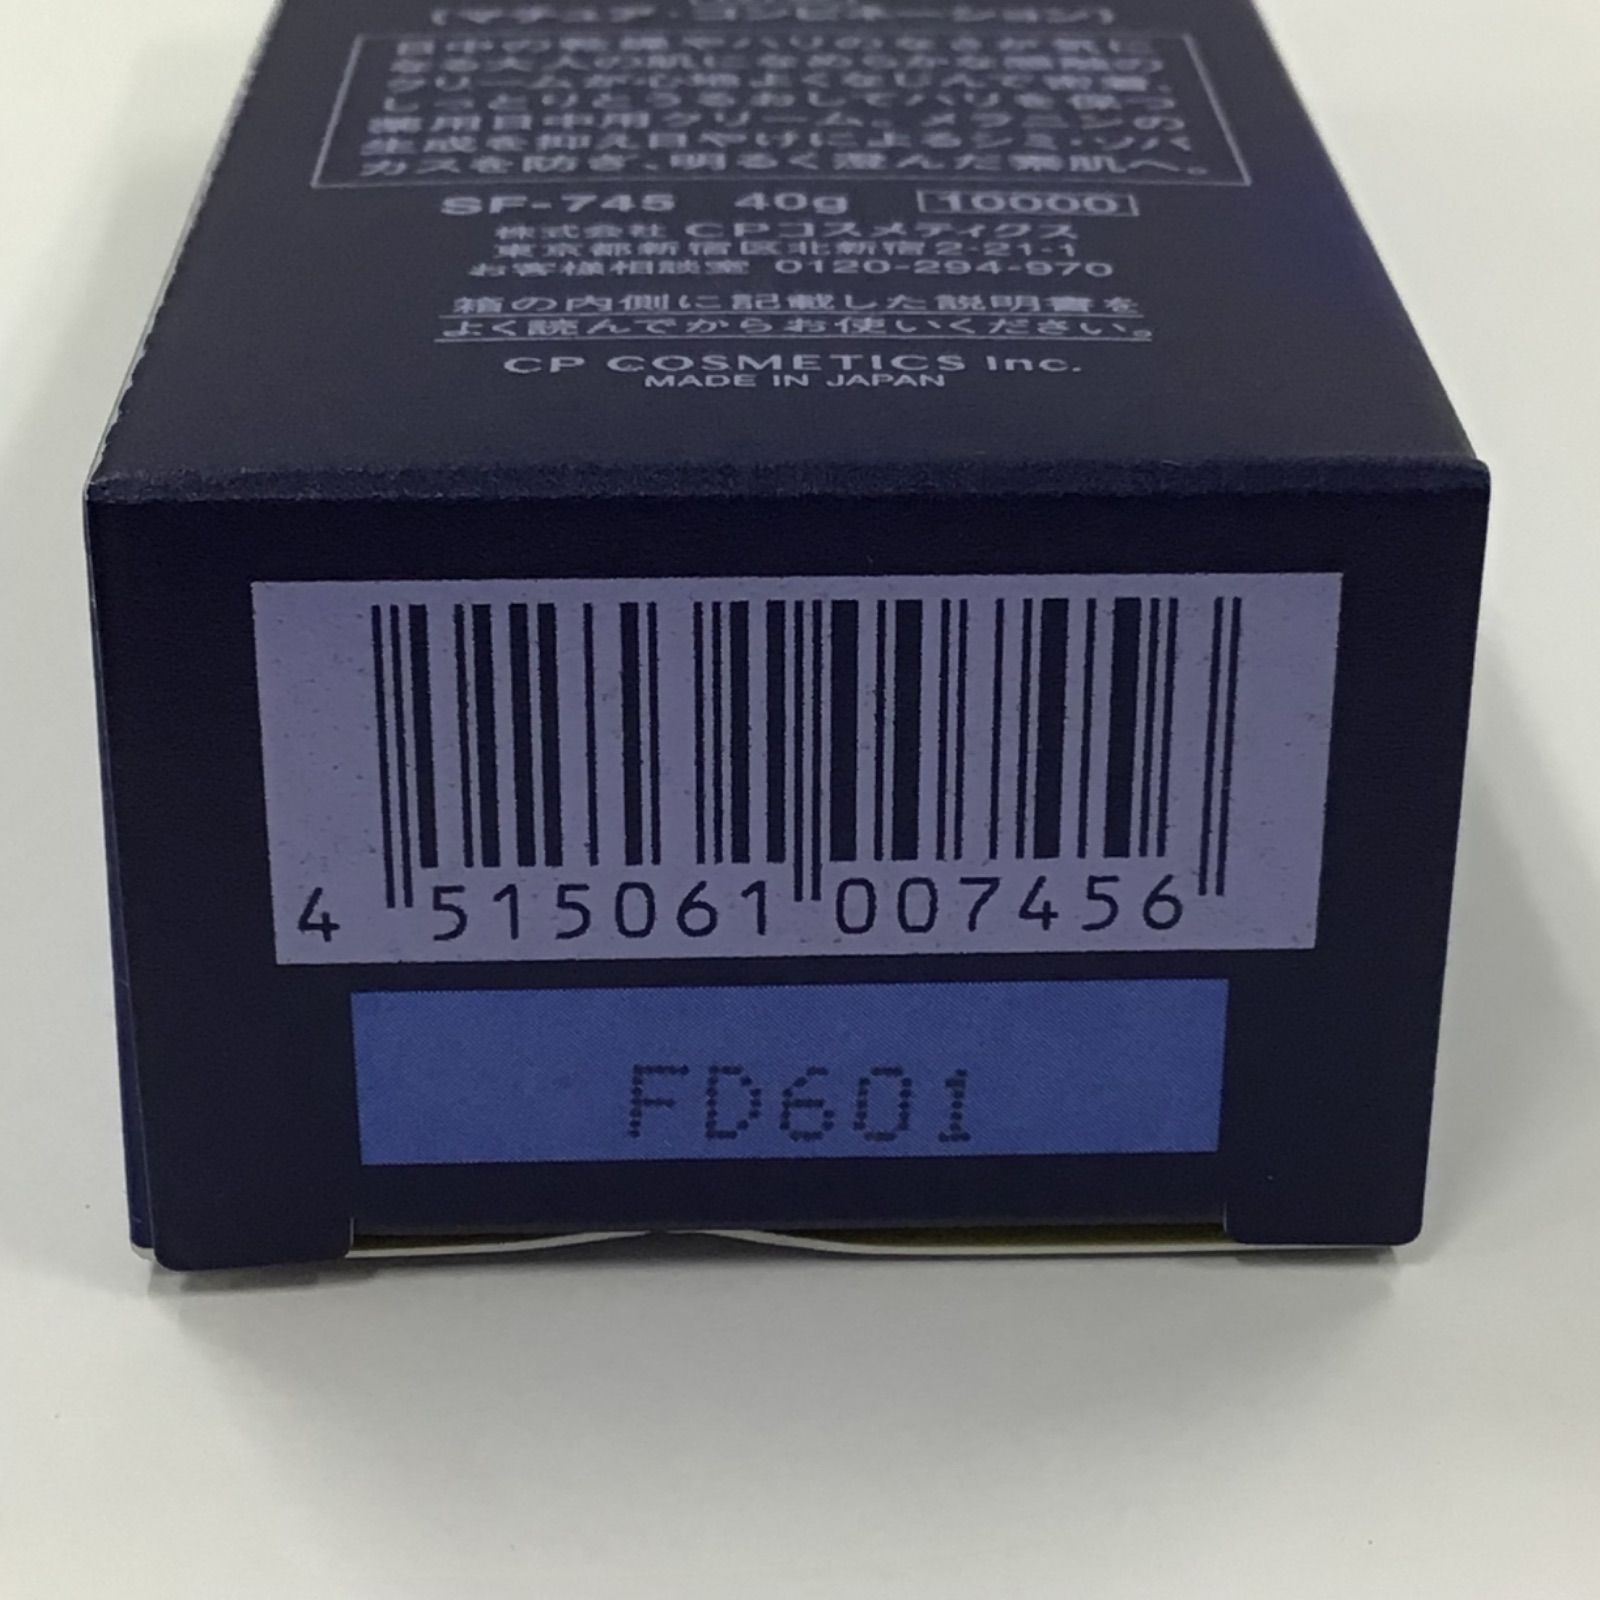 [マチュア・コンビネーション]
日中の乾燥やハリのなさが気に
なる大人の肌になめらかな感触の
クリームが心地よくなじんで密着。
しっとりとうるおしてハリを保つ
薬用日中用クリーム。メラニンの
生成を抑え日やけによるシミ・ソバ
カスを防ぎ、明るく澄んだ素肌へ。
SF-745 40g 10000
株式会社 CPコスメティクス
東京都新宿区北新宿2-21-1
お客様相談室 0120-294-970
箱の内側に記載した説明書を
よく読んでからお使いください。
CP COSMETICS Inc.
MADE IN JAPAN
4 515061 007456
FD601